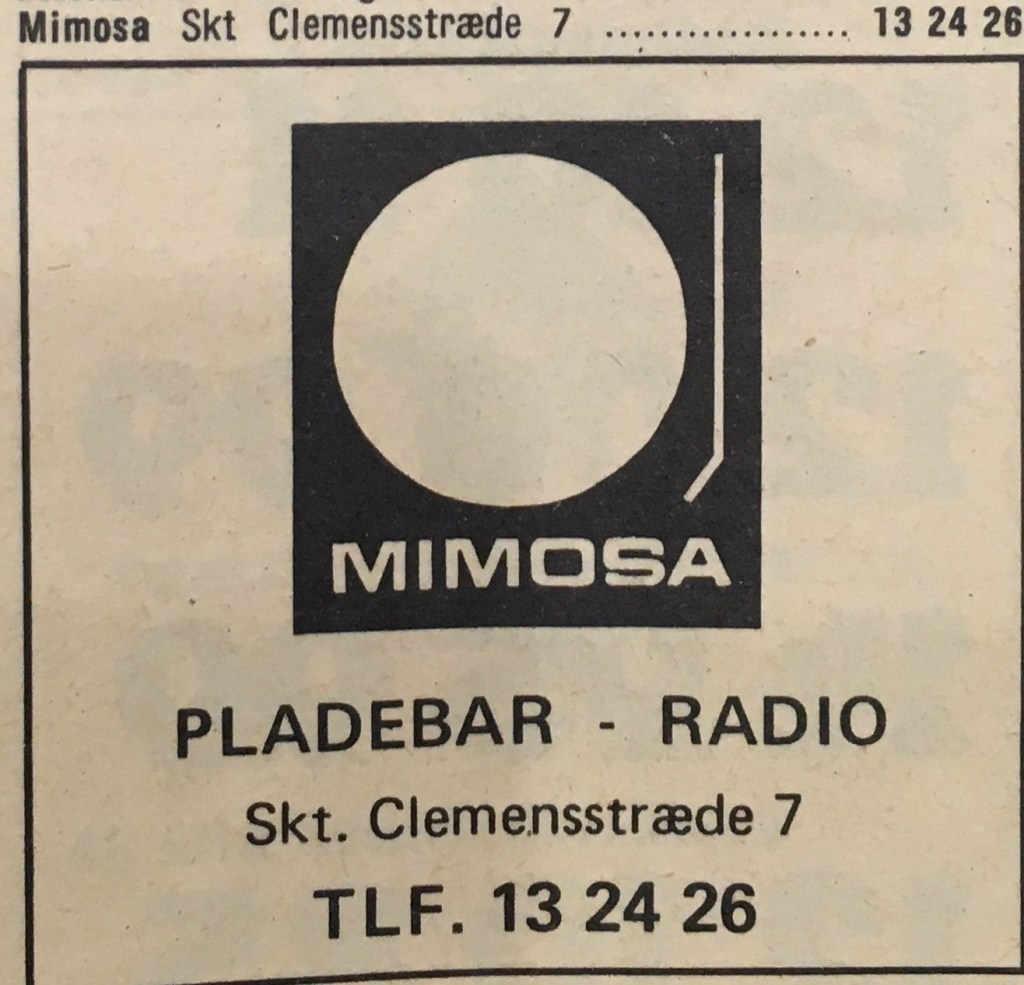 Mimosa Skt Clemensstræde 7 .................. 13 24 26
MIMOSA
PLADEBAR - RADIO
Skt. Clemensstræde 7
TLF. 13 24 26